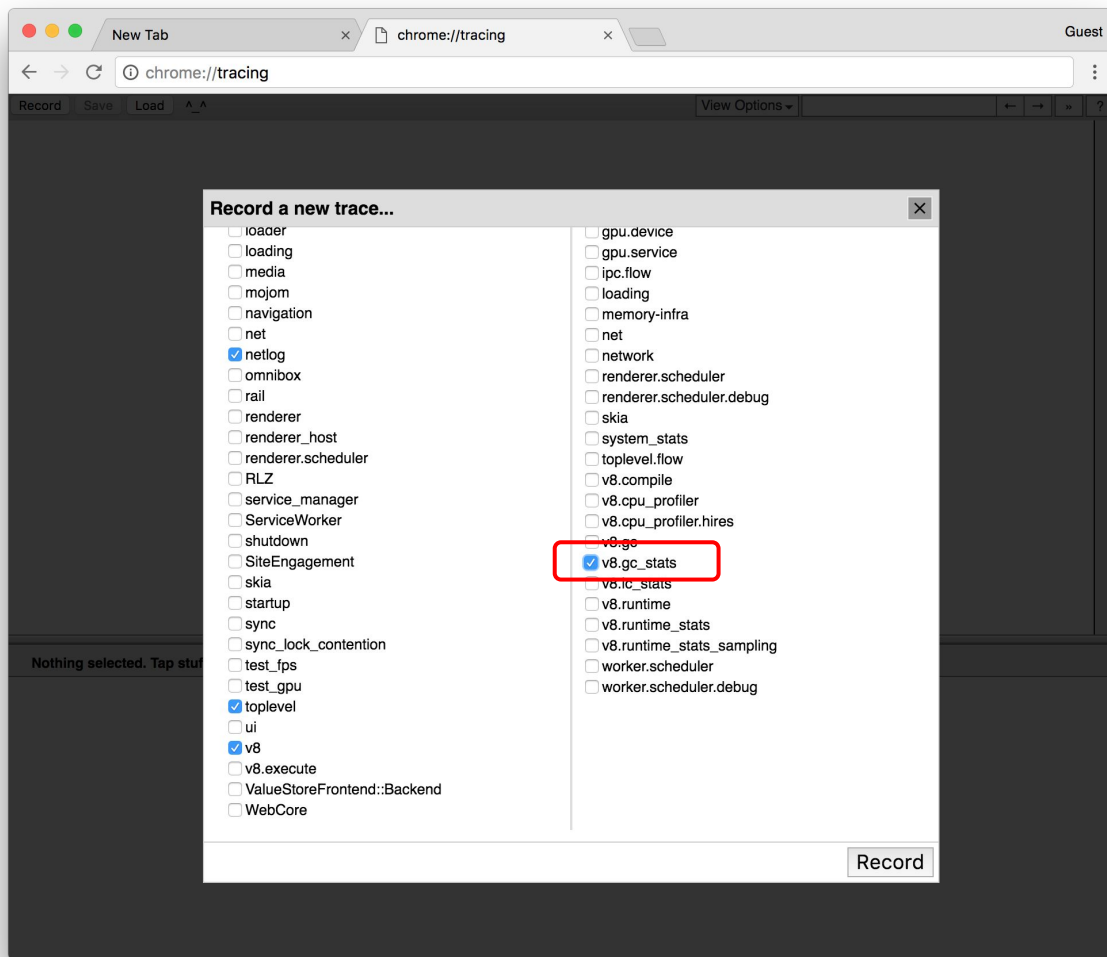 New Tab
chrome://tracing
Guest
chrome://tracing
Record Save Load ^_^ View Options ← → » ?
Record a new trace...
loader
loading
media
mojom
navigation
net
netlog
omnibox
rail
renderer
renderer_host
renderer.scheduler
RLZ
service_manager
ServiceWorker
shutdown
SiteEngagement
skia
startup
sync
sync_lock_contention
test_fps
test_gpu
toplevel
ui
v8
v8.execute
ValueStoreFrontend::Backend
WebCore
gpu.device
gpu.service
ipc.flow
loading
memory-infra
net
network
renderer.scheduler
renderer.scheduler.debug
skia
system_stats
toplevel.flow
v8.compile
v8.cpu_profiler
v8.cpu_profiler.hires
v8.gc
v8.gc_stats
v8.ic_stats
v8.runtime
v8.runtime_stats
v8.runtime_stats_sampling
worker.scheduler
worker.scheduler.debug
Nothing selected. Tap stuf
Record